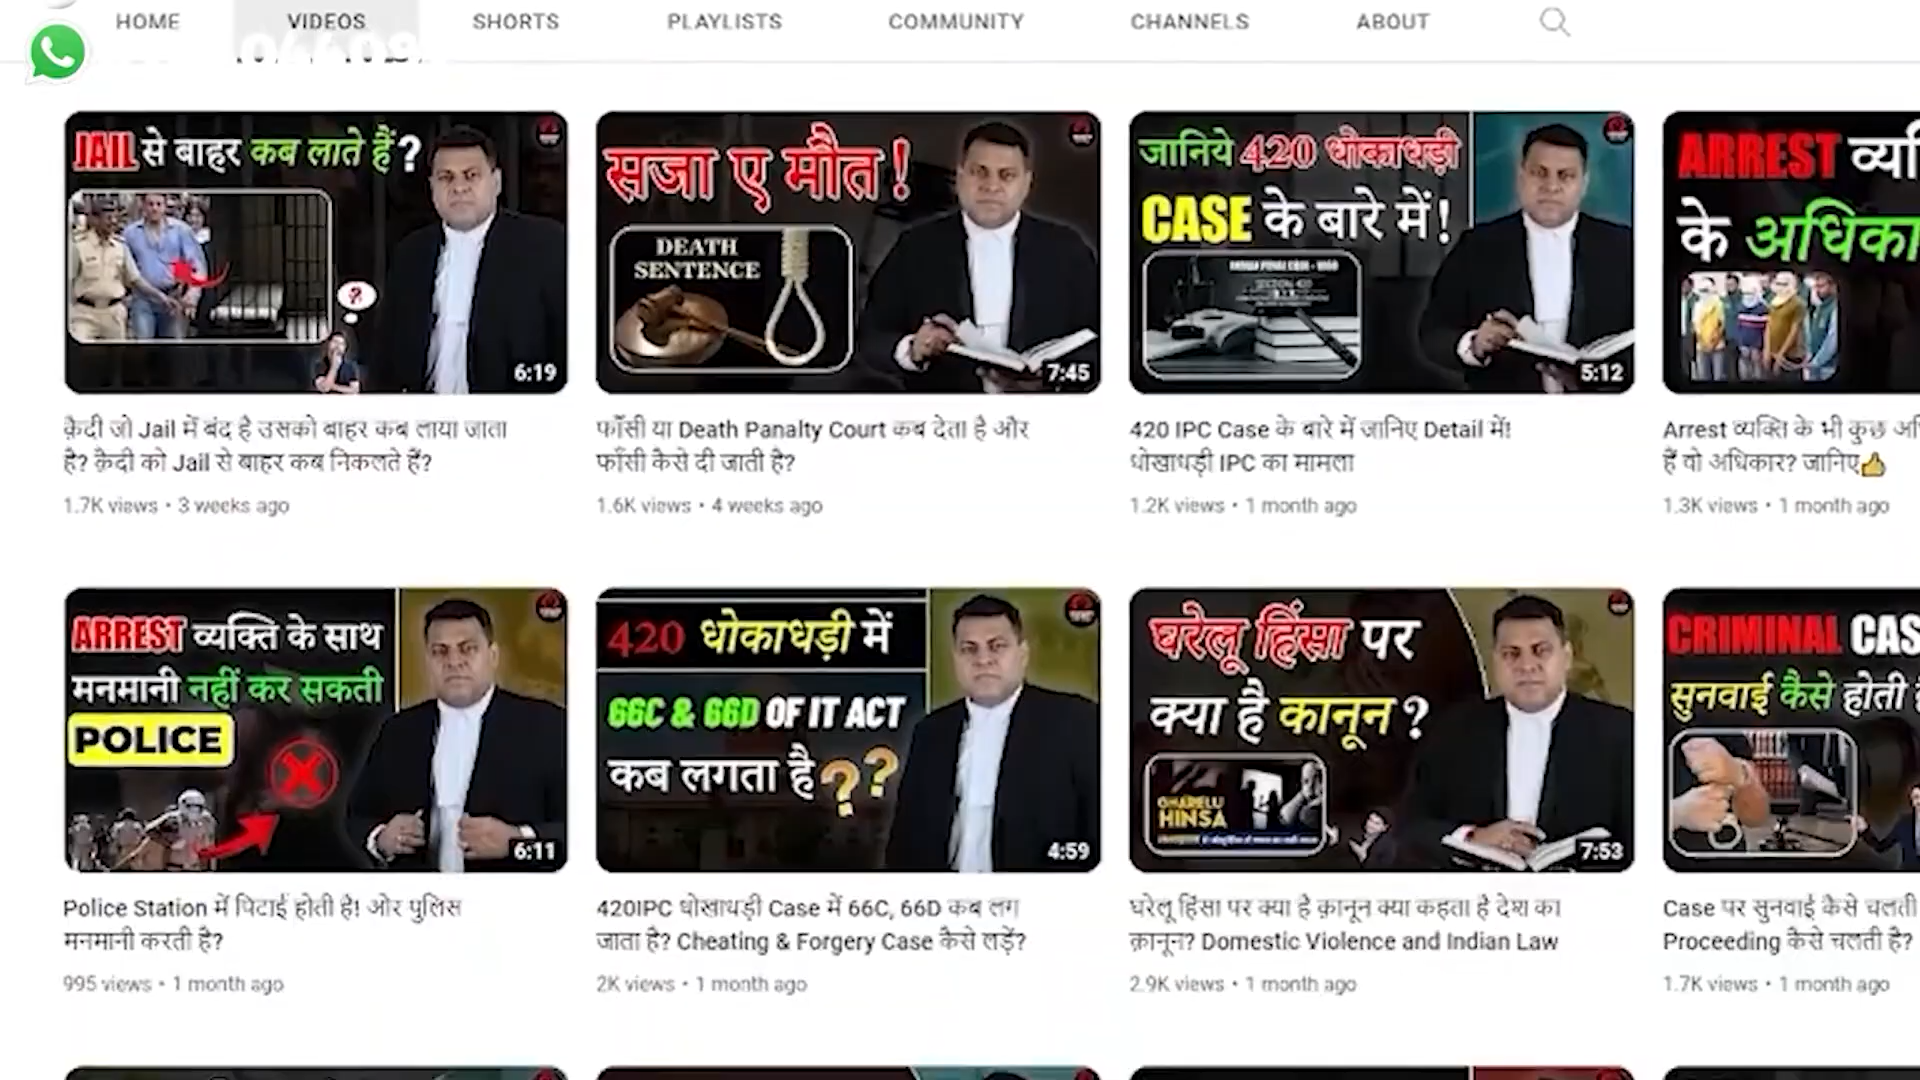 HOME VIDEOS SHORTS PLAYLISTS COMMUNITY CHANNELS ABOUT
JAIL से बाहर कब लाते हैं ?
6:19
सजा ए मौत !
DEATH
SENTENCE
7:45
जानिये 420 धोकाधड़ी
CASE के बारे में !
5:12
ARREST
के
क़ैदी जो Jail में बंद है उसको बाहर कब लाया जाता
है? क़ैदी को Jail से बाहर कब निकलते हैं?
1.7K views • 3 weeks ago
फाँसी या Death Panalty Court कब देता है और
फाँसी कैसे दी जाती है?
1.6K views • 4 weeks ago
420 IPC Case के बारे में जानिए Detail में!
धोखाधड़ी IPC का मामला
1.2K views • 1 month ago
Arrest व्यक्ति के भी कुछ
हैं वो अधिकार? जानिए👍
1.3K views • 1 month ago
ARREST व्यक्ति के साथ
मनमानी नहीं कर सकती
POLICE
6:11
420 धोकाधड़ी में
66C & 66D OF IT ACT
कब लगता है ??
4:59
घरेलू हिंसा पर
क्या है कानून ?
GHARELU
HINSA
7:53
CRIMINAL CAS
सुनवाई कैसे होती
Police Station में पिटाई होती है! ओर पुलिस
मनमानी करती है?
995 views • 1 month ago
420IPC धोखाधड़ी Case में 66C, 66D कब लग
जाता है? Cheating & Forgery Case कैसे लड़ें?
2K views • 1 month ago
घरेलू हिंसा पर क्या है क़ानून क्या कहता है देश का
क़ानून? Domestic Violence and Indian Law
2.9K views • 1 month ago
Case पर सुनवाई कैसे चलती
Proceeding कैसे चलती है?
1.7K views • 1 month ago